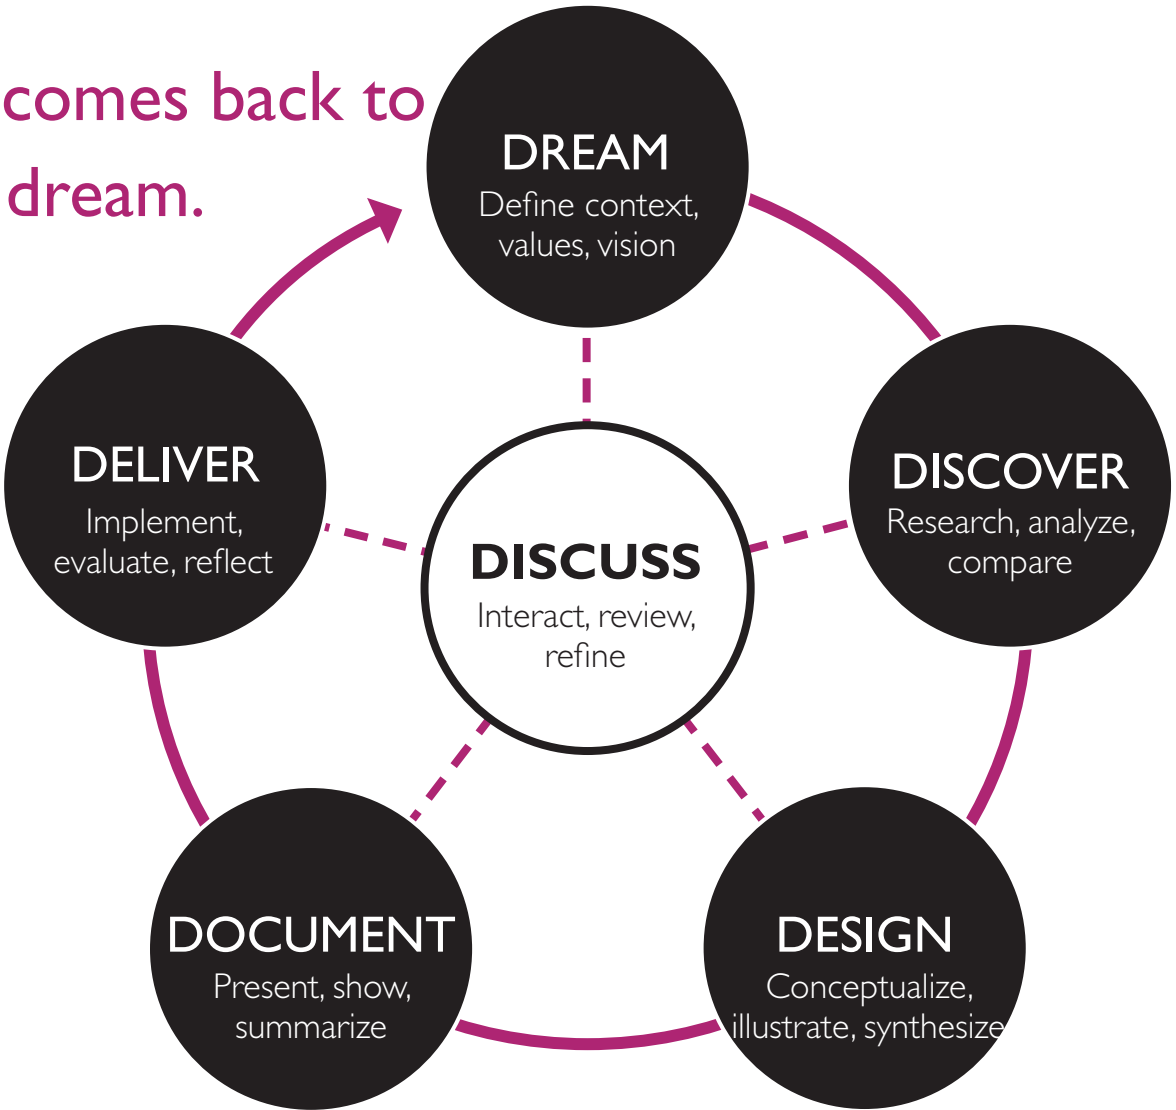 comes back to
dream.
DREAM
Define context,
values, vision
DELIVER
Implement,
evaluate, reflect
DISCOVER
Research, analyze,
compare
DISCUSS
Interact, review,
refine
DOCUMENT
Present, show,
summarize
DESIGN
Conceptualize,
illustrate, synthesize